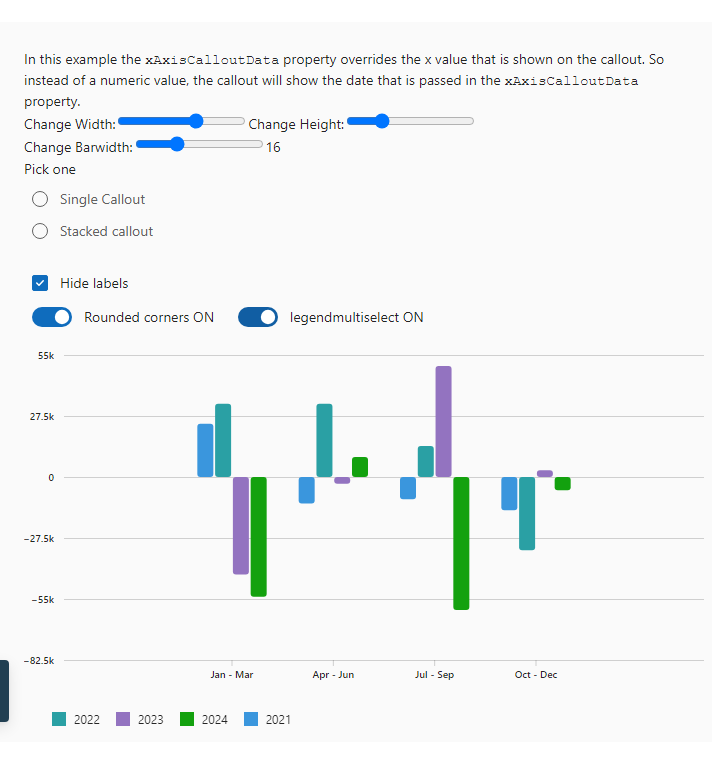 In this example the xAxisCalloutData property overrides the x value that is shown on the callout. So
instead of a numeric value, the callout will show the date that is passed in the xAxisCalloutData
property.
Change Width: Change Height:
Change Barwidth: 16
Pick one
Single Callout
Stacked callout
Hide labels
Rounded corners ON legendmultiselect ON
55k
27.5k
0
−27.5k
−55k
−82.5k
Jan - Mar Apr - Jun Jul - Sep Oct - Dec
2022 2023 2024 2021